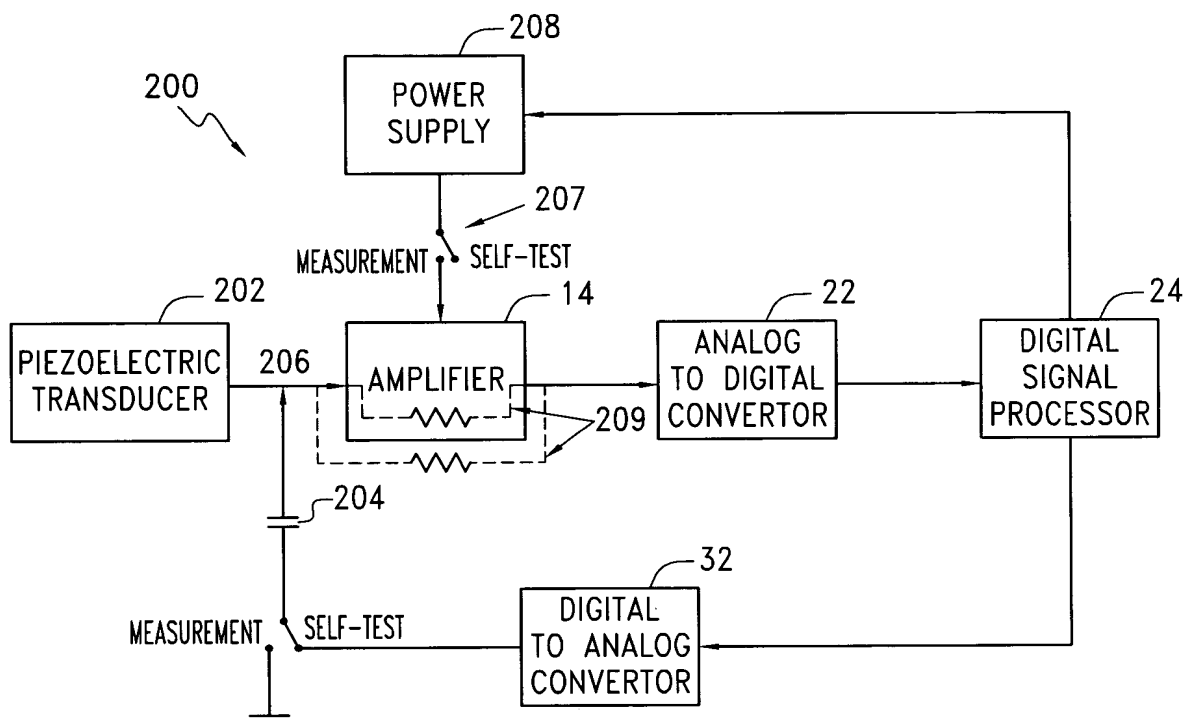 208
POWER
SUPPLY
200
207
MEASUREMENT
SELF-TEST
202
14
22
24
PIEZOELECTRIC
TRANSDUCER
206
AMPLIFIER
ANALOG
TO DIGITAL
CONVERTOR
DIGITAL
SIGNAL
PROCESSOR
209
204
32
MEASUREMENT
SELF-TEST
DIGITAL
TO ANALOG
CONVERTOR